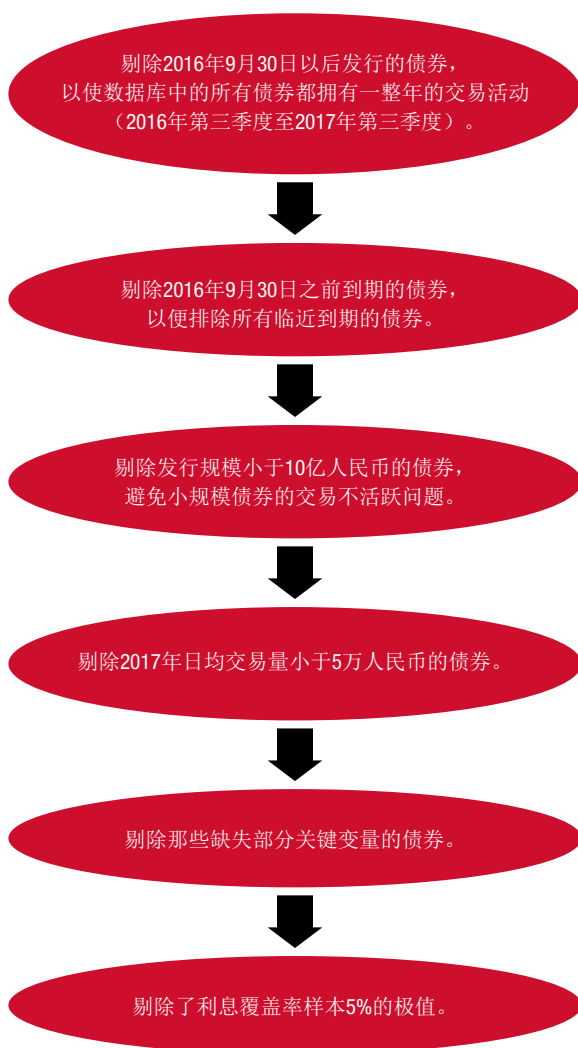 剔除2016年9月30日以后发行的债券，
以使数据库中的所有债券都拥有一整年的交易活动
（2016年第三季度至2017年第三季度）。
剔除2016年9月30日之前到期的债券，
以便排除所有临近到期的债券。
剔除发行规模小于10亿人民币的债券，
避免小规模债券的交易不活跃问题。
剔除2017年日均交易量小于5万人民币的债券。
剔除那些缺失部分关键变量的债券。
剔除了利息覆盖率样本5%的极值。